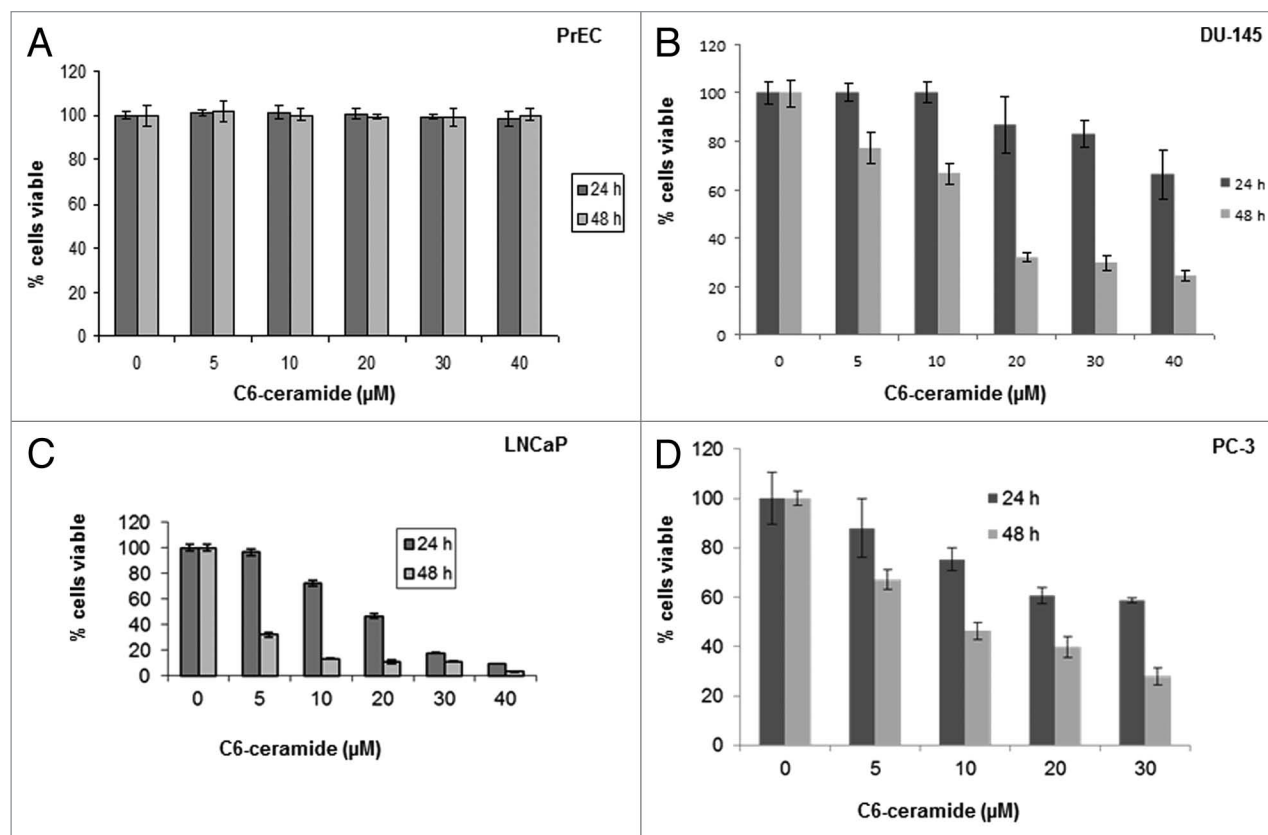 A
PrEC
120
100
80
60
40
20
0
% cells viable
0 5 10 20 30 40
C6-ceramide (µM)
24 h
48 h
B
DU-145
120
100
80
60
40
20
0
% cells viable
0 5 10 20 30 40
C6-ceramide (µM)
24 h
48 h
C
LNCaP
120
100
80
60
40
20
0
% cells viable
0 5 10 20 30 40
C6-ceramide (µM)
24 h
48 h
D
PC-3
120
100
80
60
40
20
0
% cells viable
0 5 10 20 30
C6-ceramide (µM)
24 h
48 h